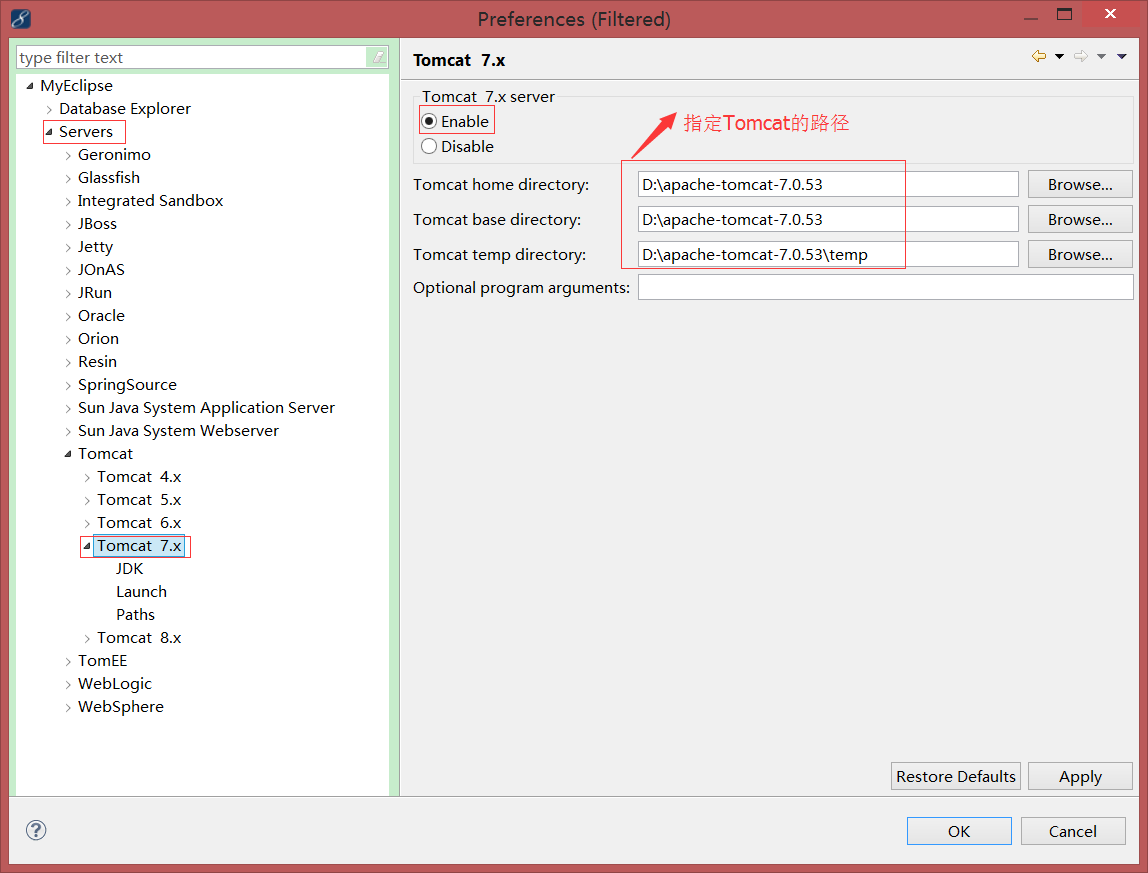 Preferences (Filtered)
type filter text
MyEclipse
Database Explorer
Servers
Geronimo
Glassfish
Integrated Sandbox
JBoss
Jetty
JOnAS
JRun
Oracle
Orion
Resin
SpringSource
Sun Java System Application Server
Sun Java System Webserver
Tomcat
Tomcat 4.x
Tomcat 5.x
Tomcat 6.x
Tomcat 7.x
JDK
Launch
Paths
Tomcat 8.x
TomEE
WebLogic
WebSphere
Tomcat 7.x
Tomcat 7.x server
Enable
指定Tomcat的路径
Disable
Tomcat home directory: D:\apache-tomcat-7.0.53 Browse...
Tomcat base directory: D:\apache-tomcat-7.0.53 Browse...
Tomcat temp directory: D:\apache-tomcat-7.0.53\temp Browse...
Optional program arguments:
Restore Defaults Apply
OK Cancel